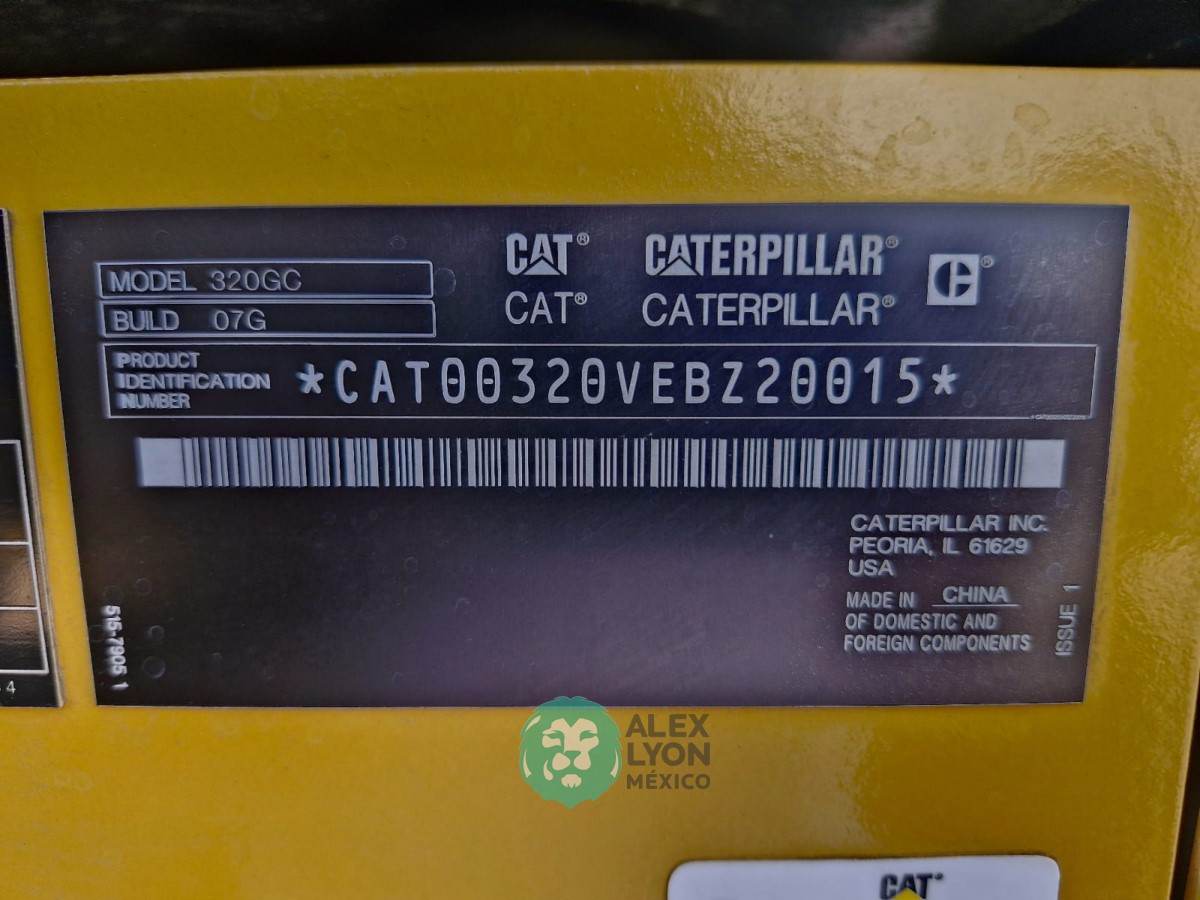 CAT® CATERPILLAR® ®
CAT® CATERPILLAR®
MODEL 320GC
BUILD 07G
PRODUCT
IDENTIFICATION
NUMBER
*CAT00320VEBZ20015*
CATERPILLAR INC.
PEORIA, IL 61629
USA
MADE IN CHINA
OF DOMESTIC AND
FOREIGN COMPONENTS
ISSUE 1
515-7905 1
4
ALEX
LYON
MÉXICO
CAT